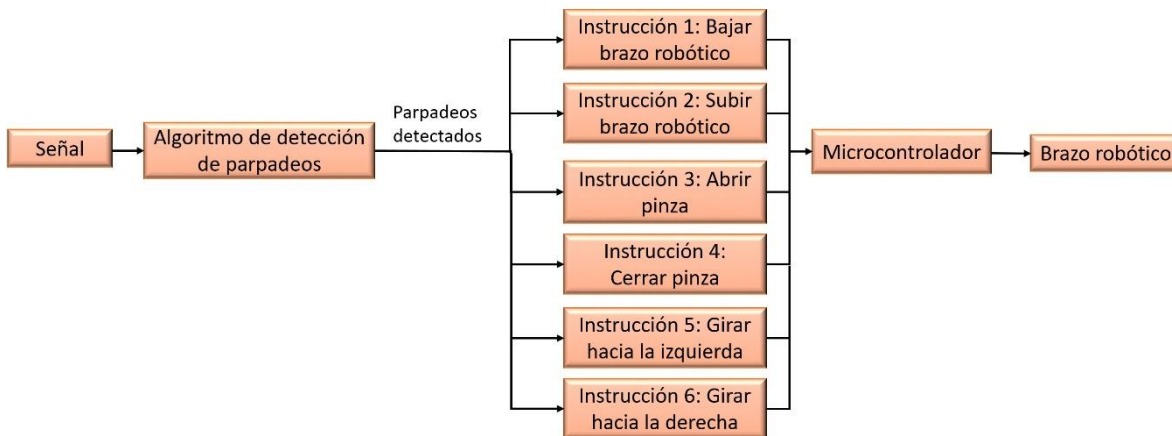 Señal
Algoritmo de detección
de parpadeos
Parpadeos
detectados
Instrucción 1: Bajar
brazo robótico
Instrucción 2: Subir
brazo robótico
Instrucción 3: Abrir
pinza
Instrucción 4:
Cerrar pinza
Instrucción 5: Girar
hacia la izquierda
Instrucción 6: Girar
hacia la derecha
Microcontrolador
Brazo robótico